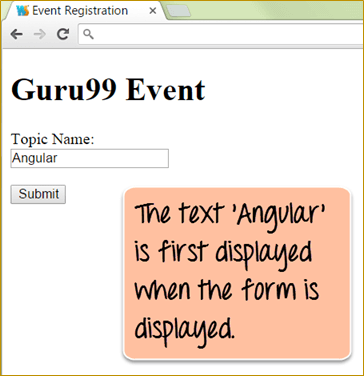 Event Registration
Guru99 Event
Topic Name:
Angular
Submit
The text 'Angular'
is first displayed
when the form is
displayed.